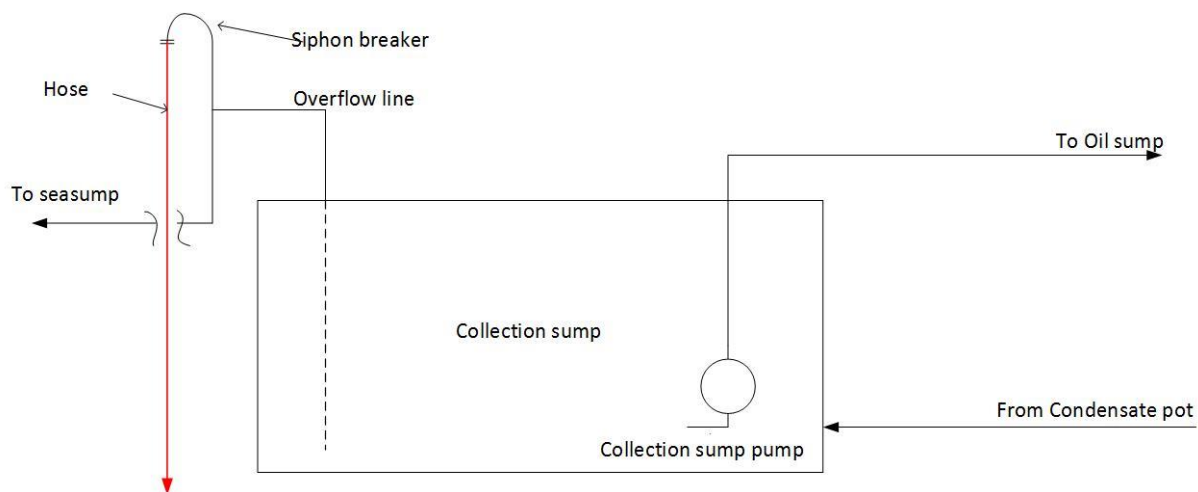 Siphon breaker
Hose
Overflow line
To Oil sump
To seasump
Collection sump
From Condensate pot
Collection sump pump